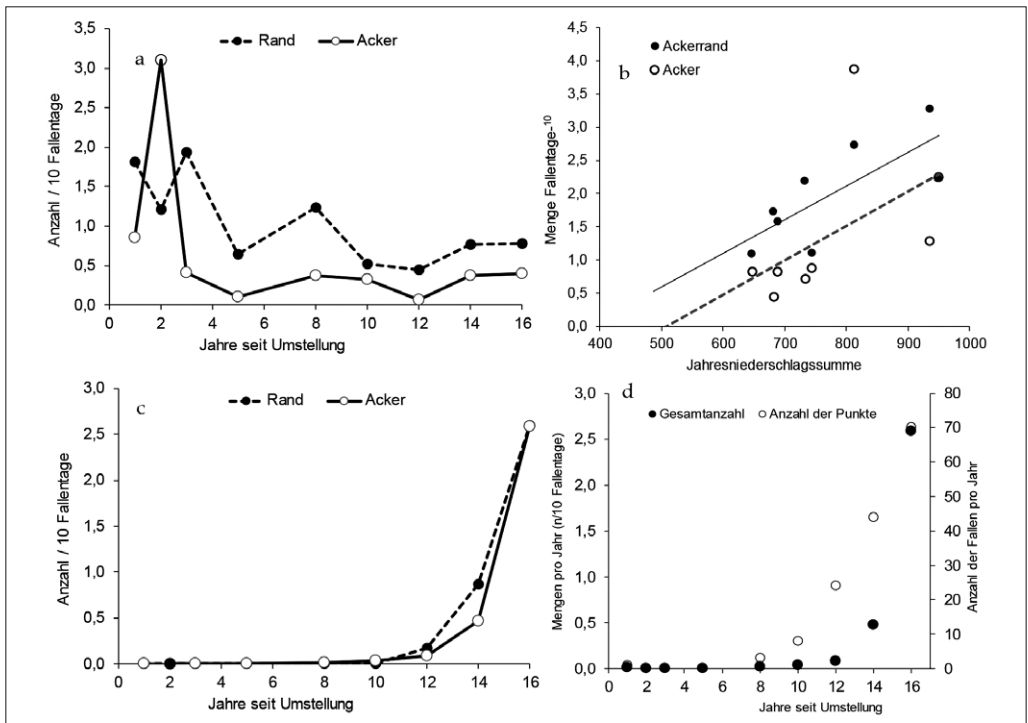 a
Rand Acker
Anzahl / 10 Fallentage
3,5
3,0
2,5
2,0
1,5
1,0
0,5
0,0
0 2 4 6 8 10 12 14 16
Jahre seit Umstellung
b
Ackerrand
Acker
Menge Fallentage-¹⁰
4,5
4,0
3,5
3,0
2,5
2,0
1,5
1,0
0,5
0,0
400 500 600 700 800 900 1000
Jahresniederschlagssumme
c
Rand Acker
Anzahl / 10 Fallentage
3,0
2,5
2,0
1,5
1,0
0,5
0,0
0 2 4 6 8 10 12 14 16
Jahre seit Umstellung
d
Gesamtanzahl Anzahl der Punkte
Mengen pro Jahr (n/10 Fallentage)
3,0
2,5
2,0
1,5
1,0
0,5
0,0
80
70
60
50
40
30
20
10
0
Anzahl der Fallen pro Jahr
0 2 4 6 8 10 12 14 16
Jahre seit Umstellung